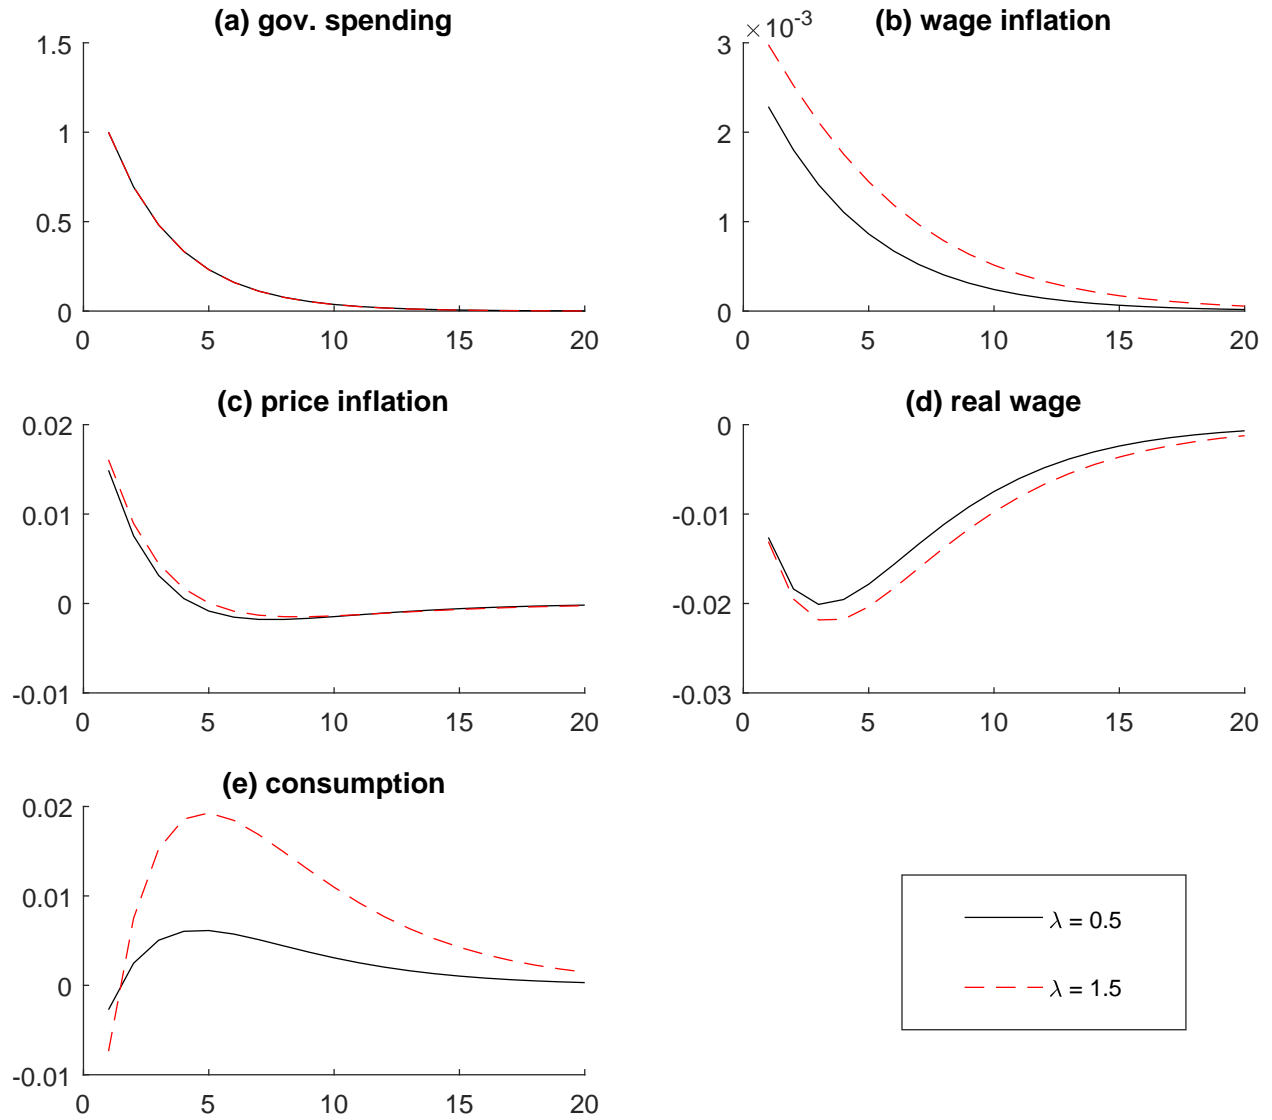 (a) gov. spending
1.5
1
0.5
0
0 5 10 15 20
(b) wage inflation
×10-3
3
2
1
0
0 5 10 15 20
(c) price inflation
0.02
0.01
0
-0.01
0 5 10 15 20
(d) real wage
0
-0.01
-0.02
-0.03
0 5 10 15 20
(e) consumption
0.02
0.01
0
-0.01
0 5 10 15 20
λ = 0.5
λ = 1.5